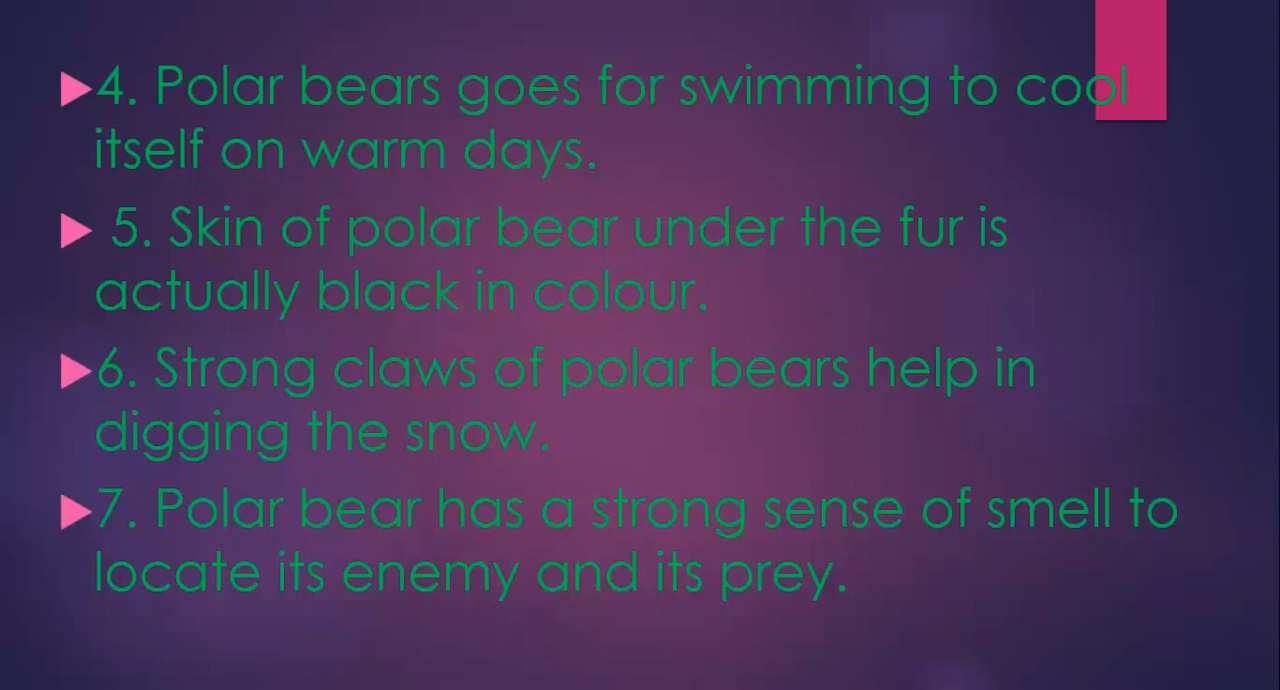 4. Polar bears goes for swimming to cool
itself on warm days.
5. Skin of polar bear under the fur is
actually black in colour.
6. Strong claws of polar bears help in
digging the snow.
7. Polar bear has a strong sense of smell to
locate its enemy and its prey.